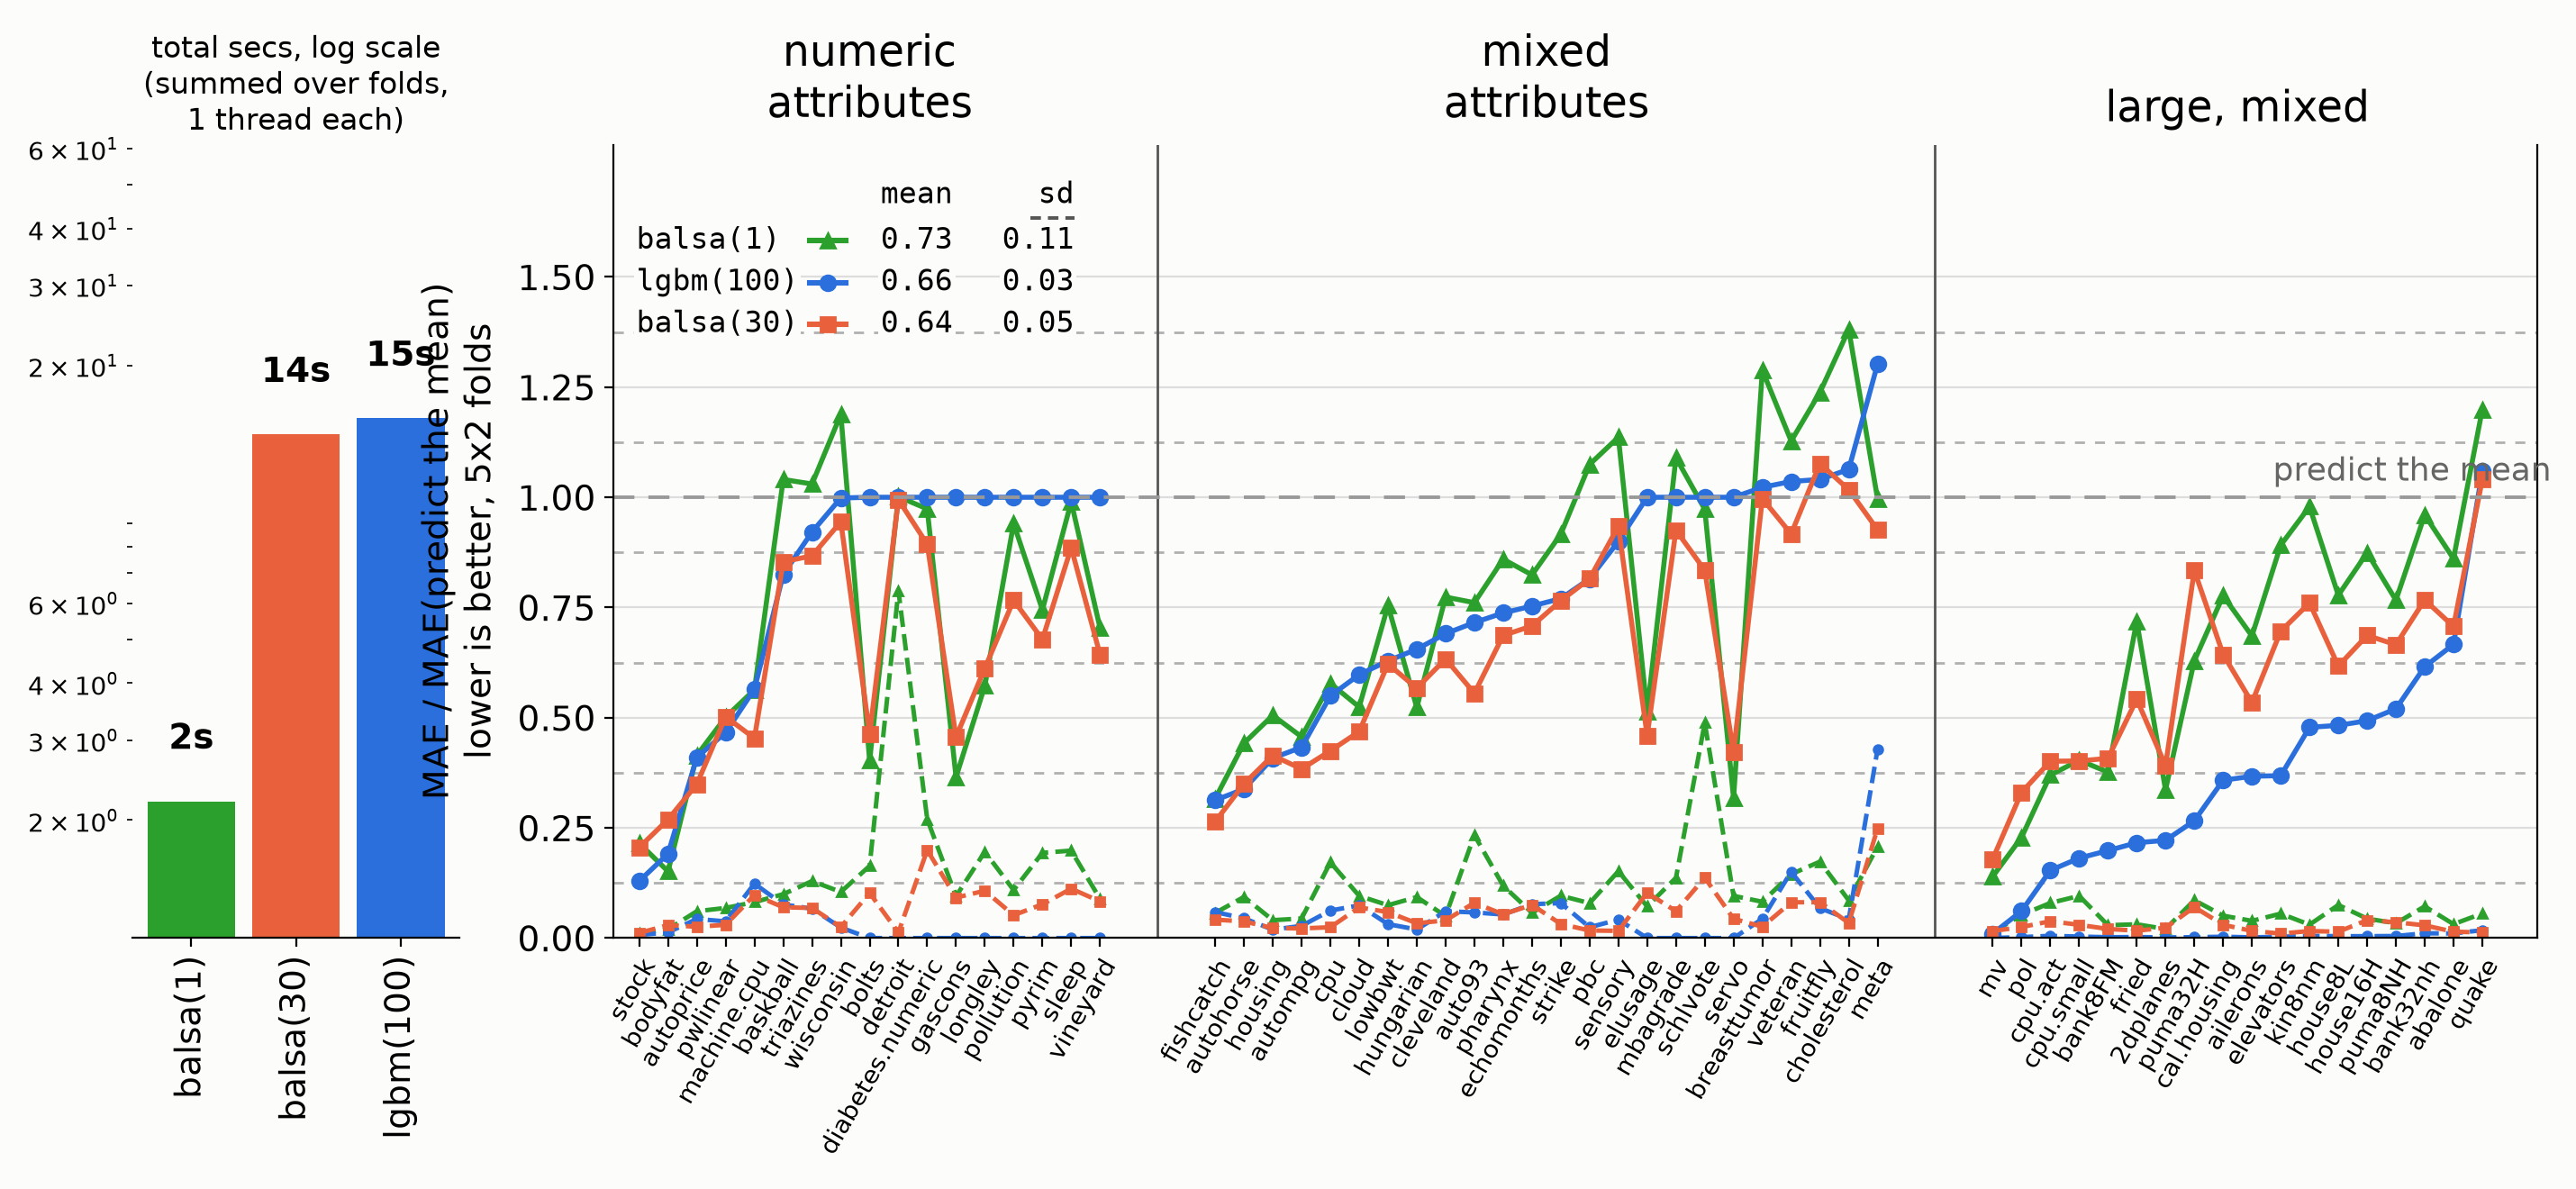 total secs, log scale
(summed over folds,
1 thread each)
6 × 10¹
4 × 10¹
3 × 10¹
2 × 10¹
6 × 10⁰
4 × 10⁰
3 × 10⁰
2 × 10⁰
2s
14s
15s
balsa(1)
balsa(30)
lgbm(100)
MAE / MAE(predict the mean)
lower is better, 5x2 folds
numeric
attributes
mixed
attributes
large, mixed
mean sd
balsa(1) 0.73 0.11
lgbm(100) 0.66 0.03
balsa(30) 0.64 0.05
1.50
1.25
1.00
0.75
0.50
0.25
0.00
predict the mean
stock
bodyfat
autoprice
pwlinear
machine.cpu
baskball
triazines
wisconsin
bolts
detroit
diabetes.numeric
gascons
longley
pollution
pyrim
sleep
vineyard
fishcatch
autohorse
housing
autompg
cpu
cloud
lowbwt
hungarian
cleveland
auto93
pharynx
echomonths
strike
pbc
sensory
elusage
mbagrade
schlvote
servo
breasttumor
veteran
fruitfly
cholesterol
meta
mv
pol
cpu.act
cpu.small
bank8FM
fried
2dplanes
puma32H
cal.housing
ailerons
elevators
kin8nm
house8L
house16H
puma8NH
bank32nh
abalone
quake